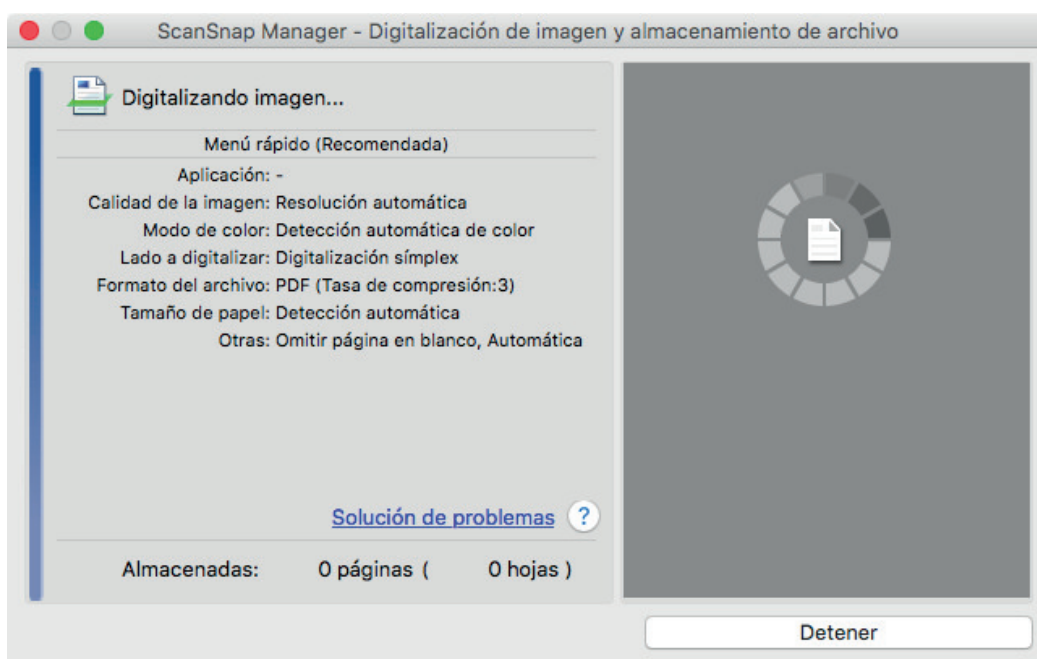 ScanSnap Manager - Digitalización de imagen y almacenamiento de archivo
Digitalizando imagen...
Menú rápido (Recomendada)
Aplicación: -
Calidad de la imagen: Resolución automática
Modo de color: Detección automática de color
Lado a digitalizar: Digitalización símplex
Formato del archivo: PDF (Tasa de compresión:3)
Tamaño de papel: Detección automática
Otras: Omitir página en blanco, Automática
Solución de problemas ?
Almacenadas: 0 páginas ( 0 hojas )
Detener